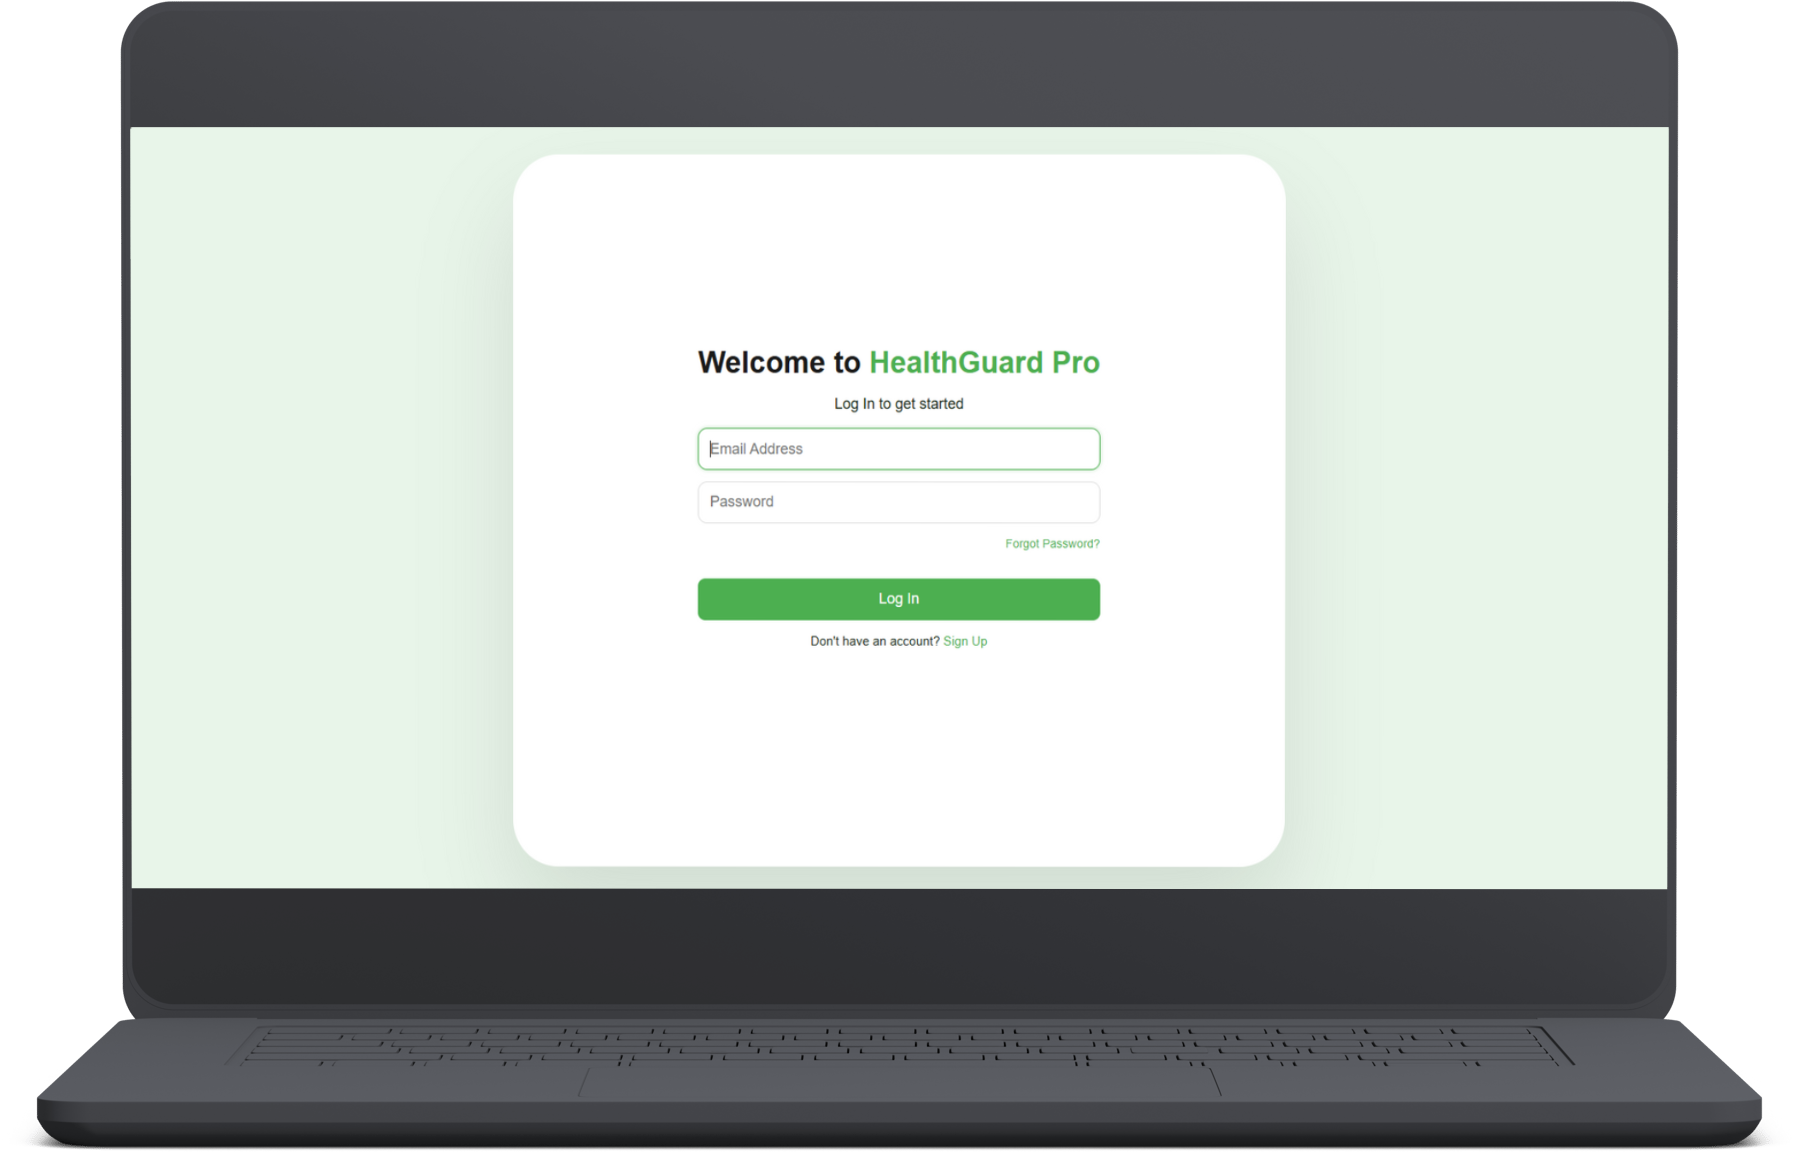 Welcome to HealthGuard Pro
Log In to get started
Email Address
Password
Forgot Password?
Log In
Don't have an account? Sign Up